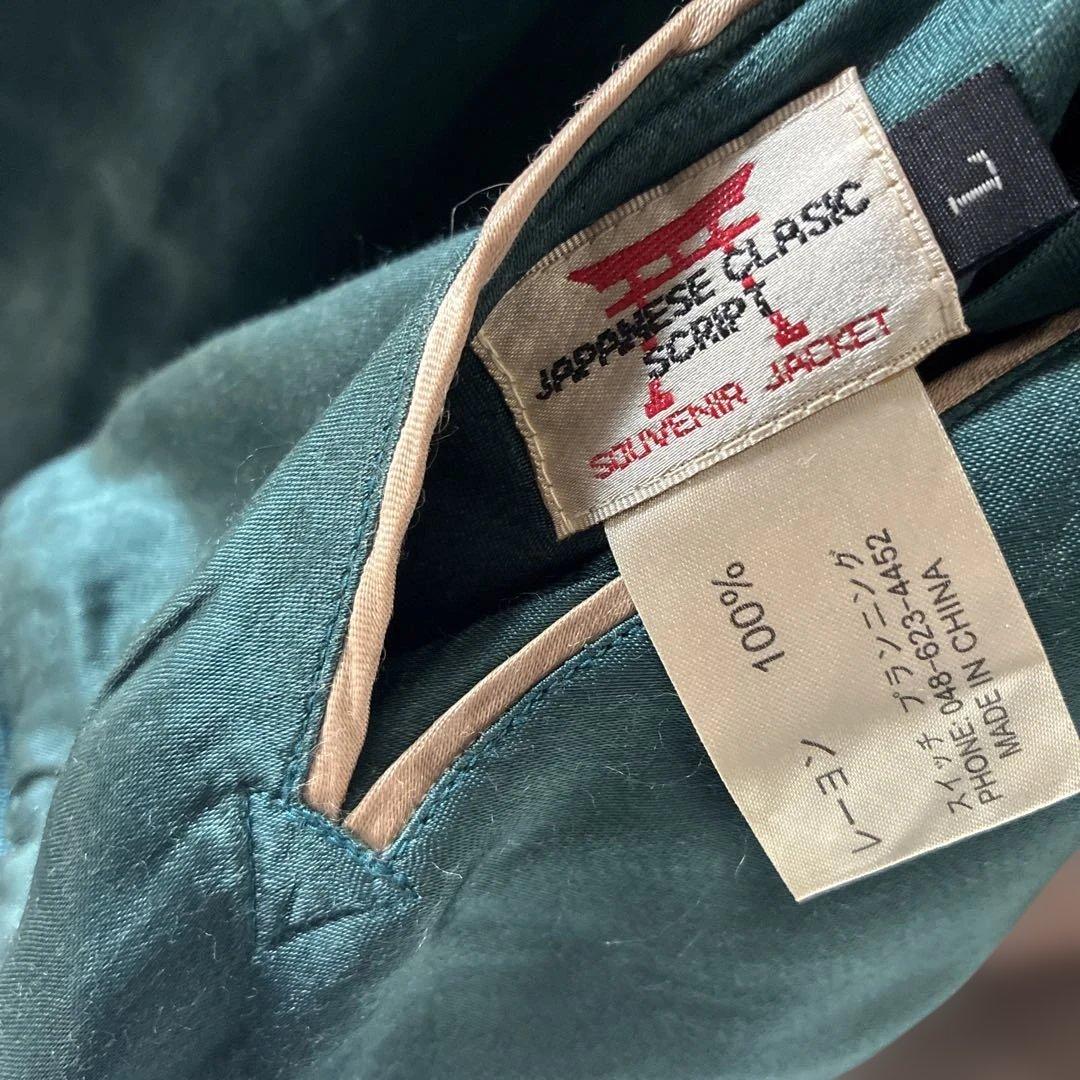 JAPANESE CLASIC
SCRIPT
SOUVENIR JACKET
L
レーヨン 100%
スイッチ プランニング
PHONE: 048-623-4452
MADE IN CHINA